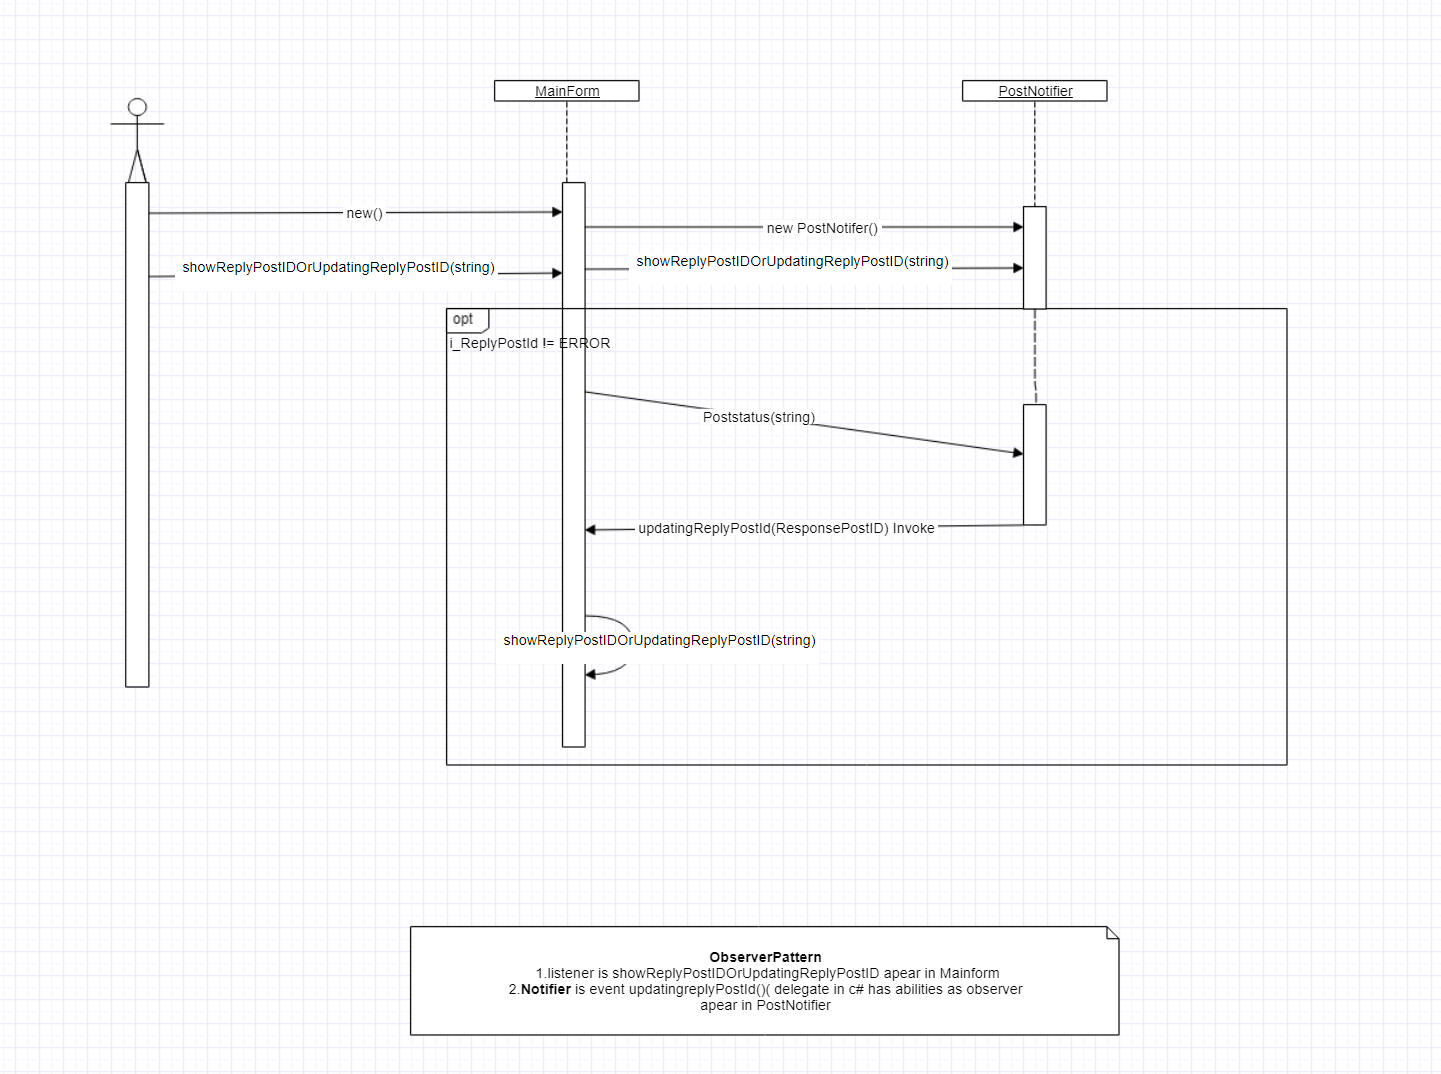 MainForm
PostNotifier
new()
new PostNotifer()
showReplyPostIDOrUpdatingReplyPostID(string)
showReplyPostIDOrUpdatingReplyPostID(string)
opt
i_ReplyPostId != ERROR
Poststatus(string)
updatingReplyPostId(ResponsePostID) Invoke
showReplyPostIDOrUpdatingReplyPostID(string)
ObserverPattern
1.listener is showReplyPostIDOrUpdatingReplyPostID apear in Mainform
2.Notifier is event updatingreplyPostId()( delegate in c# has abilities as observer
apear in PostNotifier